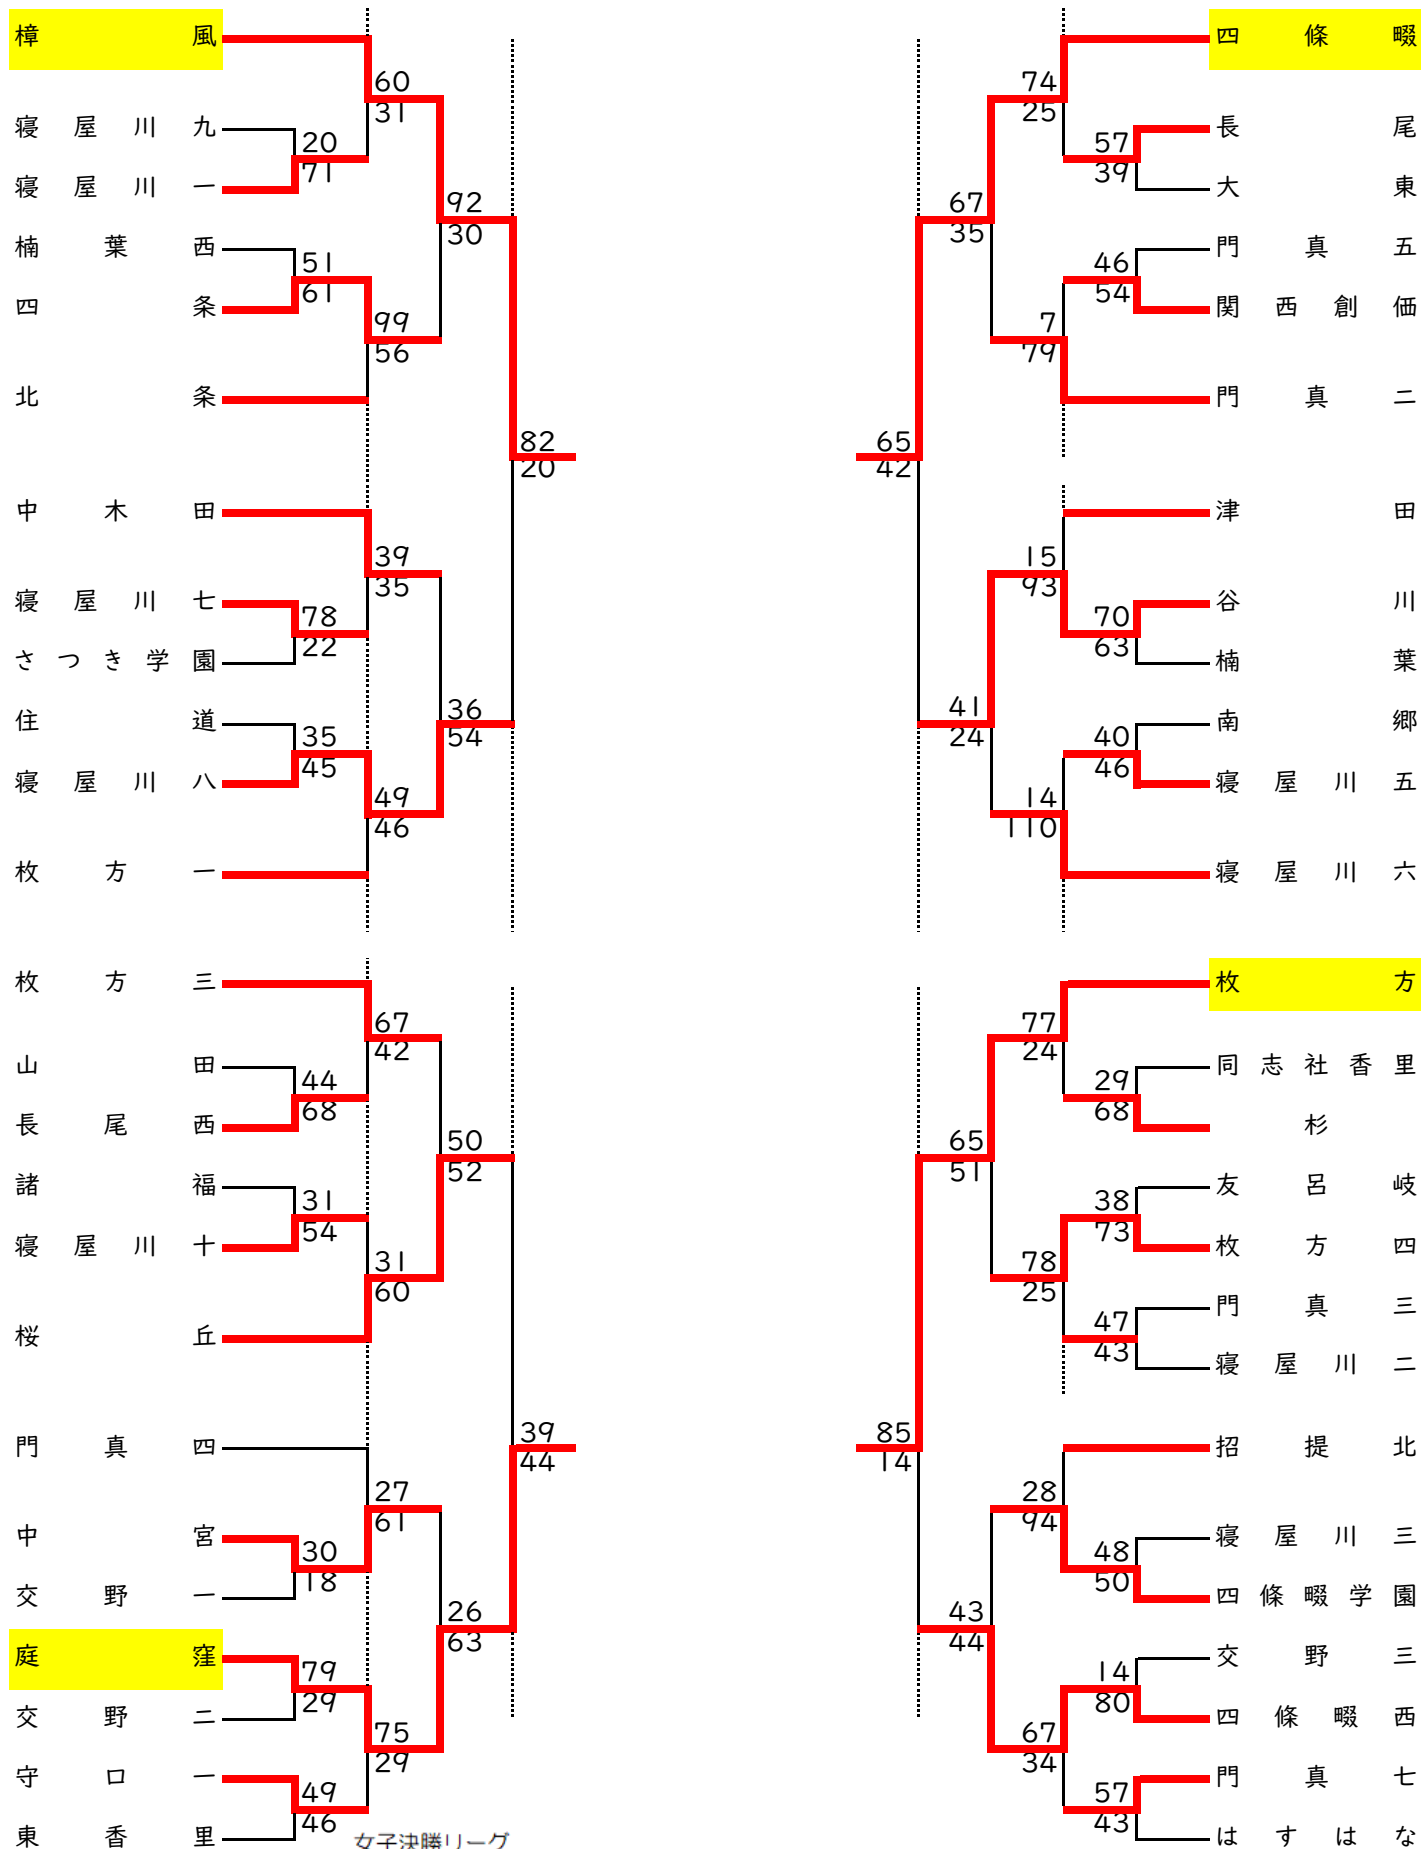 樟風
60
31
寝屋川九
20
71
寝屋川一
92
30
楠葉西
51
61
四条
99
56
北条
82
20
中木田
39
35
寝屋川七
78
22
さつき学園
36
54
住道
35
45
寝屋川八
49
46
枚方一
四條畷
74
25
長尾
57
39
大東
67
35
門真五
46
54
関西創価
7
79
門真二
65
42
津田
15
93
谷川
70
63
楠葉
41
24
南郷
40
46
寝屋川五
14
110
寝屋川六
枚方三
67
42
山田
44
68
長尾西
50
52
諸福
31
54
寝屋川十
31
60
桜丘
39
44
門真四
27
61
中宮
30
18
交野一
26
63
庭窪
79
29
交野二
75
29
守口一
49
46
東香里
枚方
77
24
同志社香里
29
68
杉
65
51
友呂岐
38
73
枚方四
78
25
門真三
47
43
寝屋川二
85
14
招提北
28
94
寝屋川三
48
50
四條畷学園
43
44
交野三
14
80
四條畷西
67
34
門真七
57
43
はすはな
女子決勝リーグ